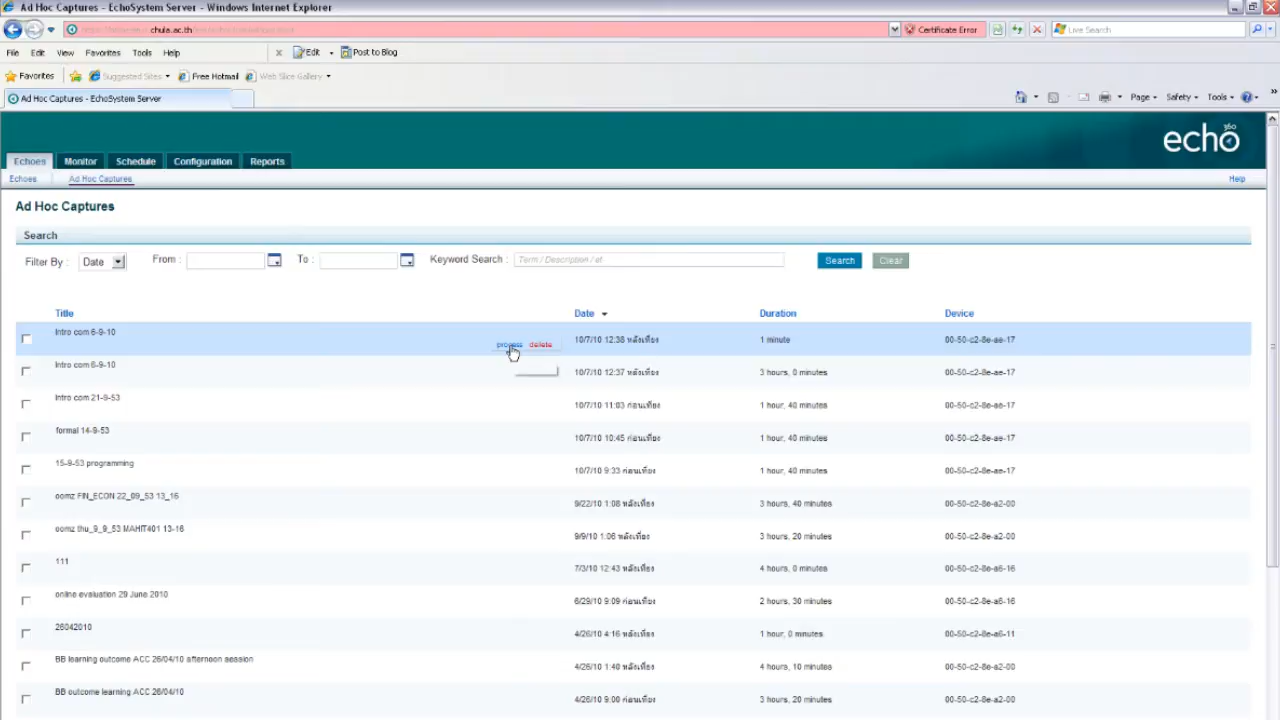 Ad Hoc Captures - EchoSystem Server - Windows Internet Explorer
chula.ac.th
Certificate Error
Live Search
File Edit View Favorites Tools Help
Edit
Post to Blog
Favorites
Suggested Sites
Free Hotmail
Web Slice Gallery
Ad Hoc Captures - EchoSystem Server
Page Safety Tools
echo 360
Echoes Monitor Schedule Configuration Reports
Echoes Ad Hoc Captures Help
Ad Hoc Captures
Search
Filter By : Date From : To : Keyword Search : Term / Description / et Search Clear
Title Date Duration Device
Intro com 6-9-10 process delete 10/7/10 12:38 หลังเที่ยง 1 minute 00-50-c2-8e-ae-17
Intro com 6-9-10 10/7/10 12:37 หลังเที่ยง 3 hours, 0 minutes 00-50-c2-8e-ae-17
Intro com 21-9-53 10/7/10 11:03 ก่อนเที่ยง 1 hour, 40 minutes 00-50-c2-8e-ae-17
formal 14-9-53 10/7/10 10:45 ก่อนเที่ยง 1 hour, 40 minutes 00-50-c2-8e-ae-17
15-9-53 programming 10/7/10 9:33 ก่อนเที่ยง 1 hour, 40 minutes 00-50-c2-8e-ae-17
oomz FIN_ECON 22_09_53 13_16 9/22/10 1:08 หลังเที่ยง 3 hours, 40 minutes 00-50-c2-8e-a2-00
oomz thu_9_9_53 MAHIT401 13-16 9/9/10 1:06 หลังเที่ยง 3 hours, 20 minutes 00-50-c2-8e-a2-00
111 7/3/10 12:43 หลังเที่ยง 4 hours, 0 minutes 00-50-c2-8e-a6-16
online evaluation 29 June 2010 6/29/10 9:09 ก่อนเที่ยง 2 hours, 30 minutes 00-50-c2-8e-a6-16
26042010 4/26/10 4:16 หลังเที่ยง 1 hour, 0 minutes 00-50-c2-8e-a6-11
BB learning outcome ACC 26/04/10 afternoon session 4/26/10 1:40 หลังเที่ยง 4 hours, 10 minutes 00-50-c2-8e-a2-00
BB outcome learning ACC 26/04/10 4/26/10 9:00 ก่อนเที่ยง 3 hours, 20 minutes 00-50-c2-8e-a2-00